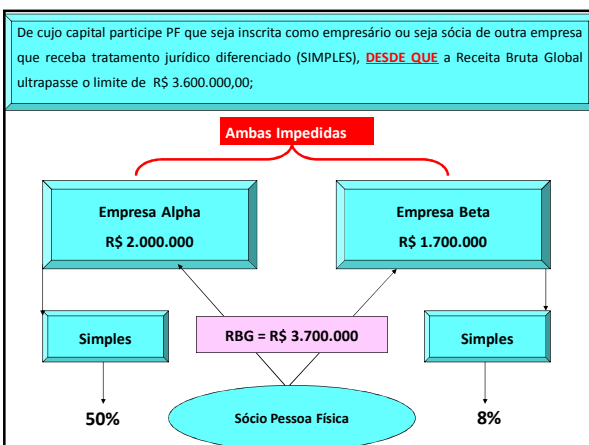 De cujo capital participe PF que seja inscrita como empresário ou seja sócia de outra empresa
que receba tratamento jurídico diferenciado (SIMPLES), DESDE QUE a Receita Bruta Global
ultrapasse o limite de R$ 3.600.000,00;
Ambas Impedidas
Empresa Alpha
R$ 2.000.000
Empresa Beta
R$ 1.700.000
Simples
RBG = R$ 3.700.000
Simples
50%
Sócio Pessoa Física
8%